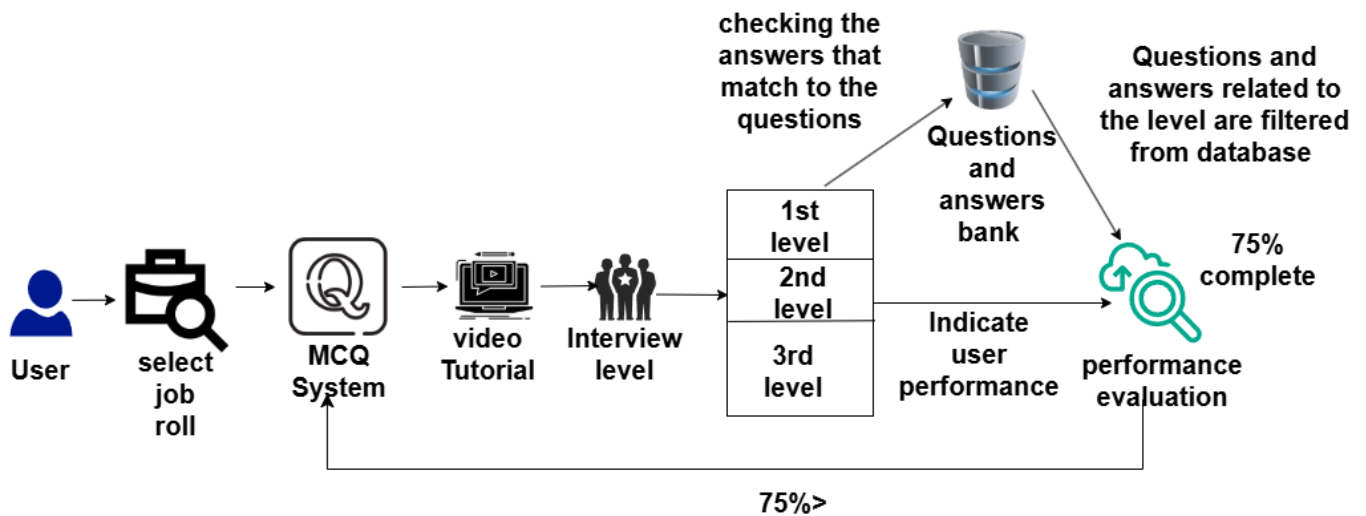 checking the
answers that
match to the
questions
Questions
and
answers
bank
Questions and
answers related to
the level are filtered
from database
User
select
job
roll
Q
MCQ
System
video
Tutorial
Interview
level
1st
level
2nd
level
3rd
level
Indicate
user
performance
75%
complete
performance
evaluation
75%>